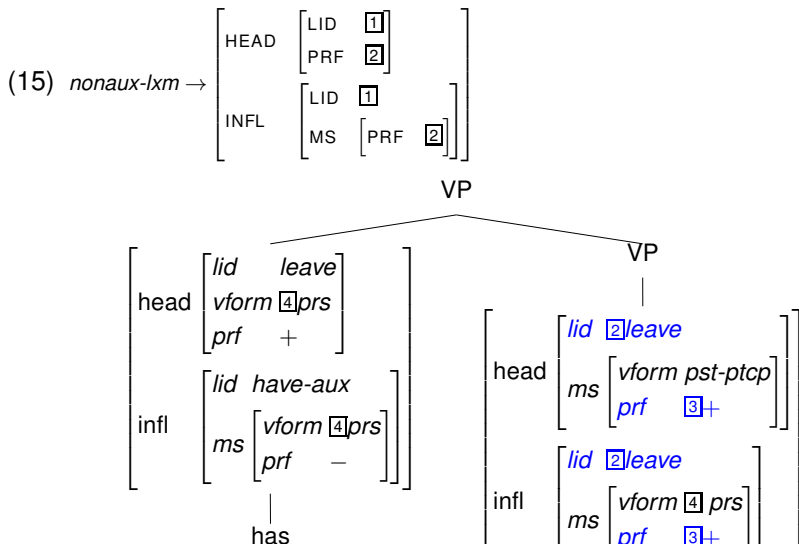 (15) nonaux-lxm → HEAD LID 1
PRF 2
INFL LID 1
MS PRF 2
VP
head lid leave
vform 4 prs
prf +
infl lid have-aux
ms vform 4 prs
prf −
has
VP
head lid 2 leave
ms vform pst-ptcp
prf 3 +
infl lid 2 leave
ms vform 4 prs
prf 3 +